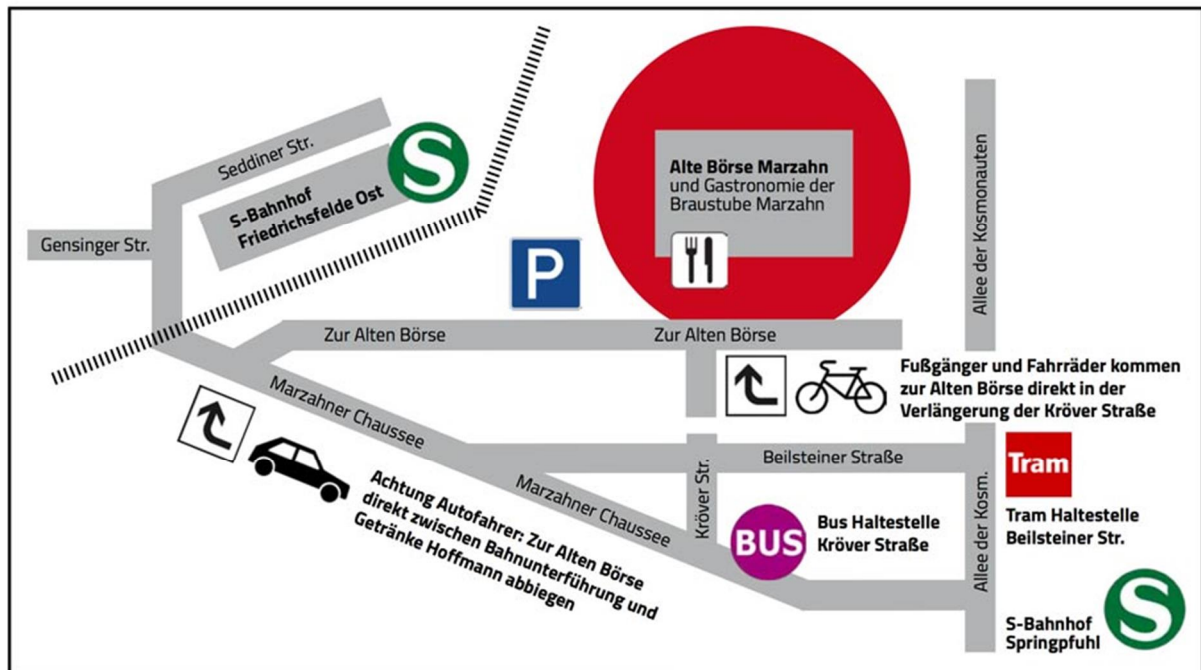 Seddiner Str.
S
S-Bahnhof
Friedrichsfelde Ost
Gensinger Str.
Alte Börse Marzahn
und Gastronomie der
Braustube Marzahn
Allee der Kosmonauten
P
Zur Alten Börse
Zur Alten Börse
Fußgänger und Fahrräder kommen
zur Alten Börse direkt in der
Verlängerung der Kröver Straße
Marzahner Chaussee
Achtung Autofahrer: Zur Alten Börse
direkt zwischen Bahnunterführung und
Getränke Hoffmann abbiegen
Marzahner Chaussee
Kröver Str.
Beilsteiner Straße
Tram
Tram Haltestelle
Beilsteiner Str.
BUS
Bus Haltestelle
Kröver Straße
Allee der Kosm.
S-Bahnhof
Springpfuhl
S